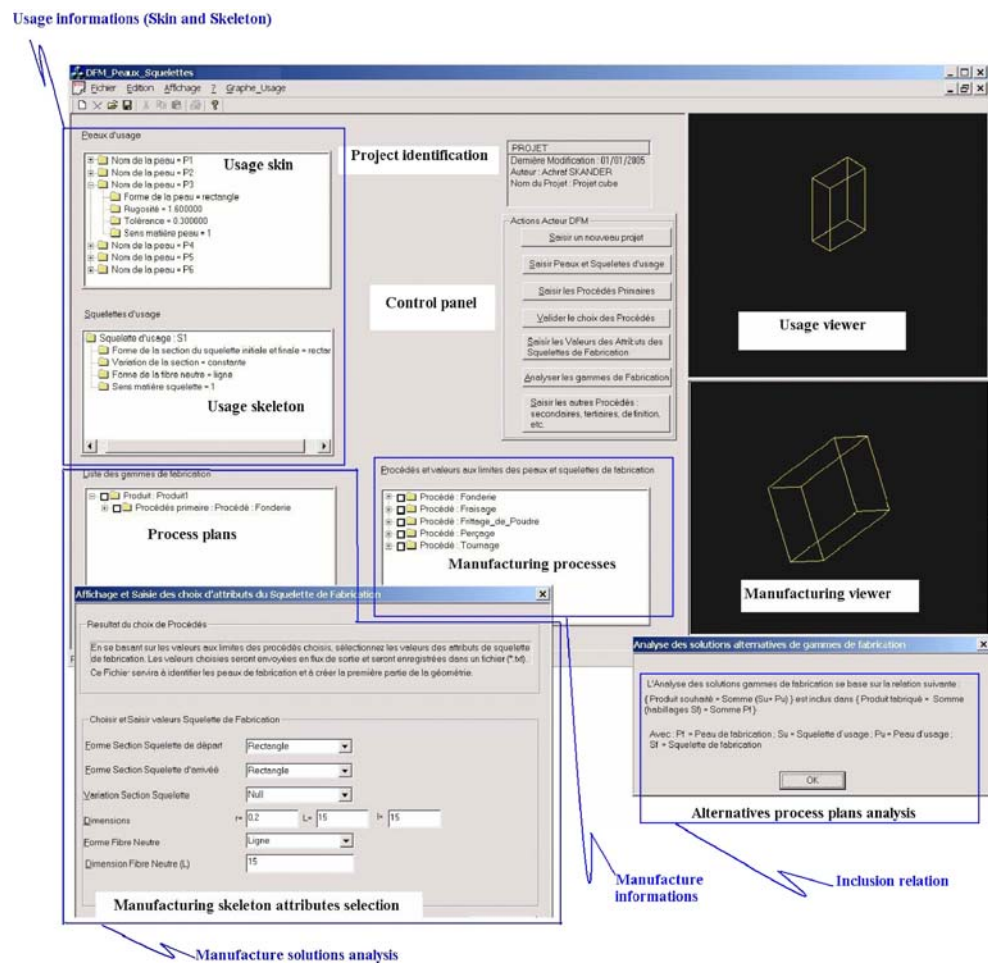 Usage informations (Skin and Skeleton)
DFM_Peaux_Squelettes
Fichier Edition Affichage ? Graphe_Usage
Peaux d'usage
Nom de la peau = P1
Nom de la peau = P2
Nom de la peau = P3
Forme de la peau = rectangle
Rugosité = 1.600000
Tolérance = 0.300000
Sens matière peau = 1
Nom de la peau = P4
Nom de la peau = P5
Nom de la peau = P6
Usage skin
Project identification
PROJET
Dernière Modification : 01/01/2005
Auteur : Achraf SKANDER
Nom du Projet : Projet cube
Actions Acteur DFM
Saisir un nouveau projet
Saisir Peaux et Squeletes d'usage
Saisir les Procédés Primaires
Valider le choix des Procédés
Saisir les Valeurs des Attributs des
Squelettes de Fabrication
Analyser les gammes de Fabrication
Saisir les autres Procédés :
secondaires, tertiaires, de finition,
etc.
Control panel
Usage viewer
Squelettes d'usage
Squelette d'usage : S1
Forme de la section du squelette initiale et finale = rectar
Variation de la section = constante
Forme de la fibre neutre = ligne
Sens matière squelette = 1
Usage skeleton
Liste des gammes de fabrication
Produit : Produit1
Procédés primaire : Procédé : Fonderie
Process plans
Procédés et valeurs aux limites des peaux et squelettes de fabrication
Procédé : Fonderie
Procédé : Fraisage
Procédé : Frittage_de_Poudre
Procédé : Perçage
Procédé : Tournage
Manufacturing processes
Manufacturing viewer
Affichage et Saisie des choix d'attributs du Squelette de Fabrication
Resultat du choix de Procédés
En se basant sur les valeurs aux limites des procédés choisis, sélectionnez les valeurs des attributs de squelette
de fabrication. Les valeurs choisies seront envoyées en flux de sortie et seront enregistrées dans un fichier (*.txt).
Ce Fichier servira à identifier les peaux de fabrication et à créer la première partie de la géométrie.
Choisir et Saisir valeurs Squelette de Fabrication
Forme Section Squelette de départ Rectangle
Forme Section Squelette d'arrivée Rectangle
Variation Section Squelette Null
Dimensions r= 0.2 L= 15 l= 15
Forme Fibre Neutre Ligne
Dimension Fibre Neutre (L) 15
Manufacturing skeleton attributes selection
Analyse des solutions alternatives de gammes de fabrication
L'Analyse des solutions gammes de fabrication se base sur la relation suivante :
{ Produit souhaité = Somme (Su+ Pu) } est inclus dans { Produit fabriqué = Somme
(habillages Sf) + Somme Pf}
Avec : Pf = Peau de fabrication ; Su = Squelette d'usage ; Pu = Peau d'usage ;
Sf = Squelette de fabrication
OK
Alternatives process plans analysis
Manufacture
informations
Inclusion relation
Manufacture solutions analysis